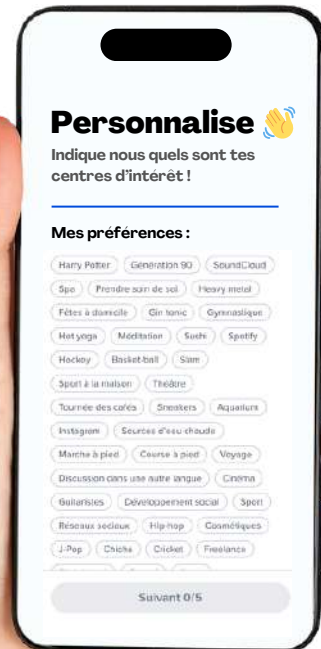 Personnalise 👋
Indique nous quels sont tes
centres d'intérêt !
Mes préférences :
Harry Potter Génération 90 SoundCloud
Spa Prendre soin de soi Heavy metal
Fêtes à domicile Gin tonic Gymnastique
Hot yoga Méditation Sushi Spotify
Hockey Basket-ball Slam
Sport à la maison Théâtre
Tournée des cafés Sneakers Aquarium
Instagram Sources d'eau chaude
Marche à pied Course à pied Voyage
Discussion dans une autre langue Cinéma
Guitaristes Développement social Sport
Réseaux sociaux Hip-hop Cosmétiques
J-Pop Chicha Cricket Freelance
Suivant 0/5